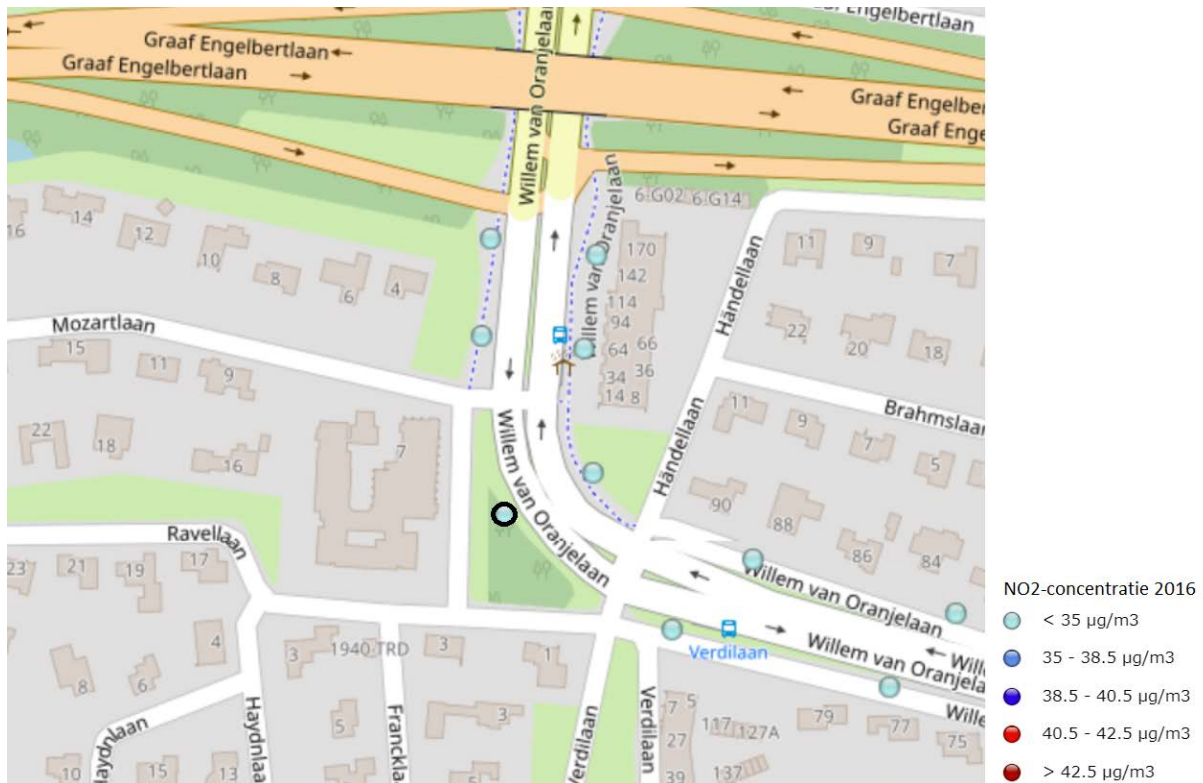 Engelbertlaan
Graaf Engelbertlaan
Graaf Engelbertlaan
Graaf Engelber
Graaf Enge
Willem van Oranjelaan
Willem van Oranjelaan
6 G02 6 G14
16
14
12
10
8
6
4
170
142
114
94
64
66
34
36
14
8
11
9
7
22
20
18
Händellaan
Mozartlaan
15
11
9
Brahmslaan
Händellaan
11
9
7
5
22
18
16
7
90
88
86
84
Willem van Oranjelaan
Ravellaan
23
21
19
17
Willem van Oranjelaan
Willem van Oranjela
Wille
Verdilaan
4
3
1940-TRD
3
1
8
6
Haydnlaan
Haydnlaa
Franckla
5
3
Verdilaan
Verdilaan
7
5
27
117
127A
79
77
75
10
15
13
39
137
NO2-concentratie 2016
< 35 µg/m3
35 - 38.5 µg/m3
38.5 - 40.5 µg/m3
40.5 - 42.5 µg/m3
> 42.5 µg/m3